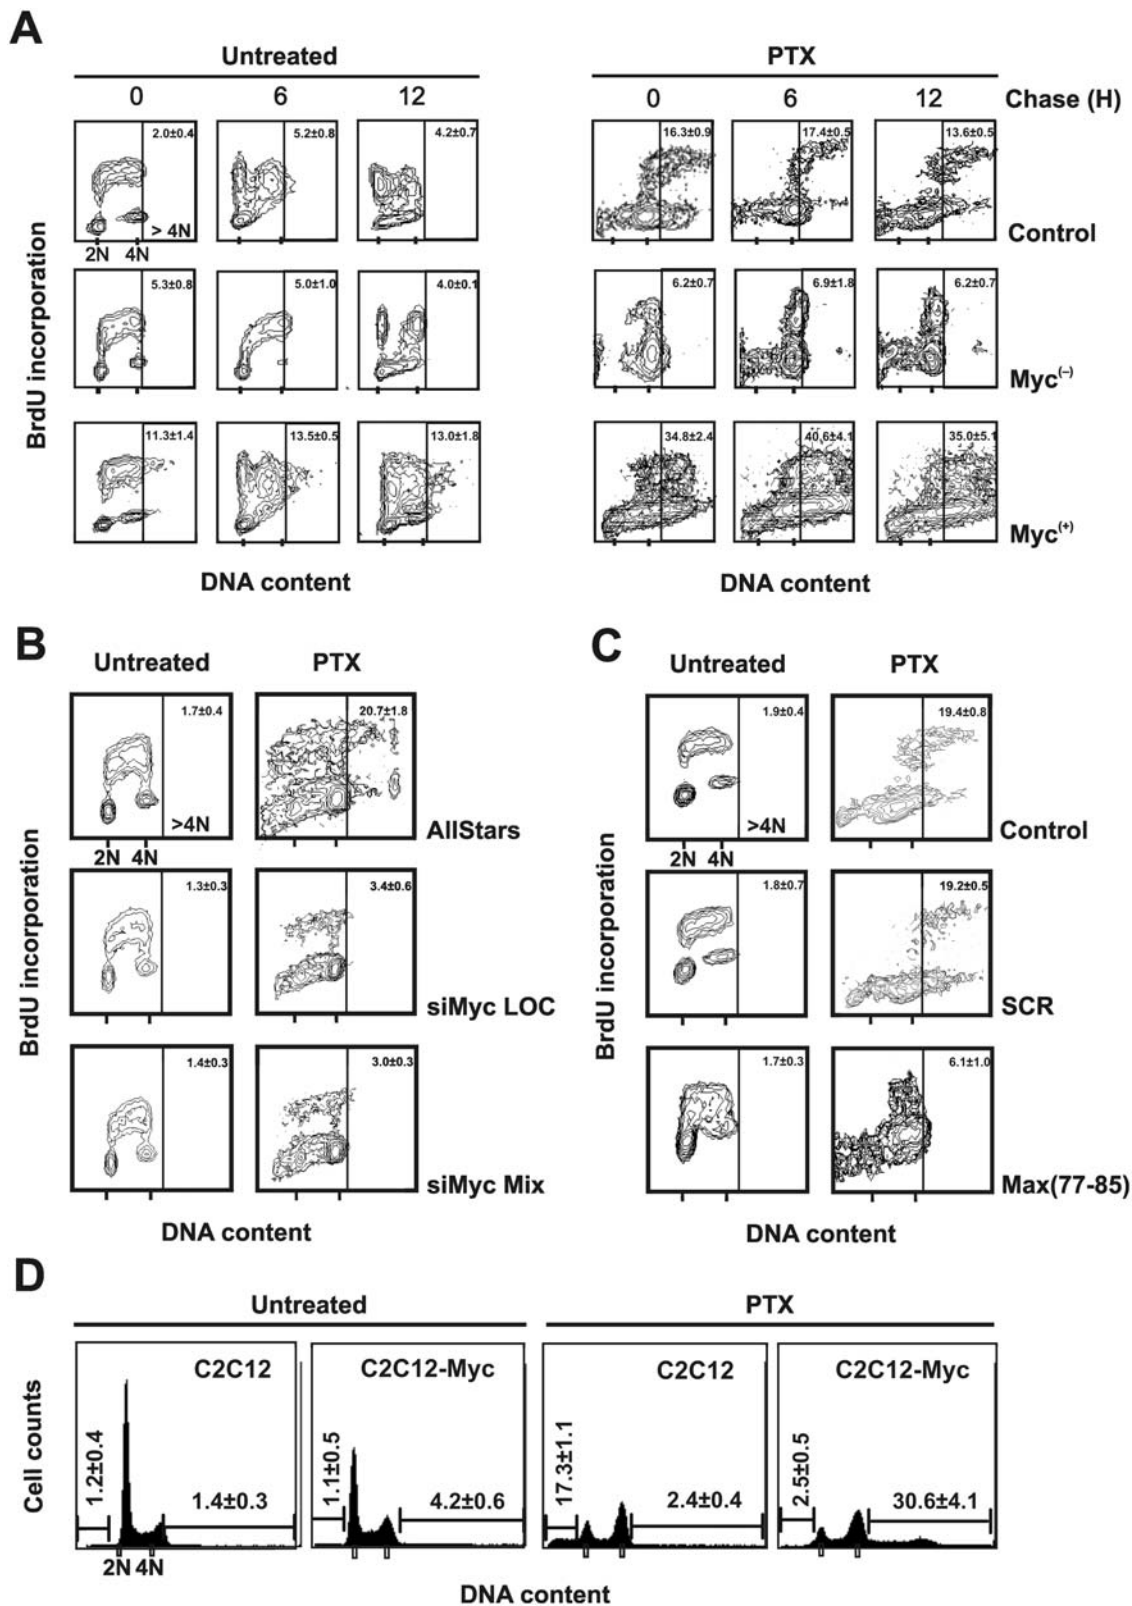 A
Untreated
PTX
0 6 12
0 6 12
Chase (H)
2.0±0.4
5.2±0.8
4.2±0.7
16.3±0.9
17.4±0.5
13.6±0.5
> 4N
2N 4N
Control
5.3±0.8
5.0±1.0
4.0±0.1
6.2±0.7
6.9±1.8
6.2±0.7
Myc(–)
11.3±1.4
13.5±0.5
13.0±1.8
34.8±2.4
40.6±4.1
35.0±5.1
Myc(+)
BrdU incorporation
DNA content
DNA content
B
Untreated
PTX
1.7±0.4
20.7±1.8
>4N
2N 4N
AllStars
1.3±0.3
3.4±0.6
siMyc LOC
1.4±0.3
3.0±0.3
siMyc Mix
BrdU incorporation
DNA content
C
Untreated
PTX
1.9±0.4
19.4±0.8
>4N
2N 4N
Control
1.8±0.7
19.2±0.5
SCR
1.7±0.3
6.1±1.0
Max(77-85)
BrdU incorporation
DNA content
D
Untreated
PTX
C2C12
C2C12-Myc
C2C12
C2C12-Myc
1.2±0.4
1.4±0.3
1.1±0.5
4.2±0.6
17.3±1.1
2.4±0.4
2.5±0.5
30.6±4.1
2N 4N
Cell counts
DNA content